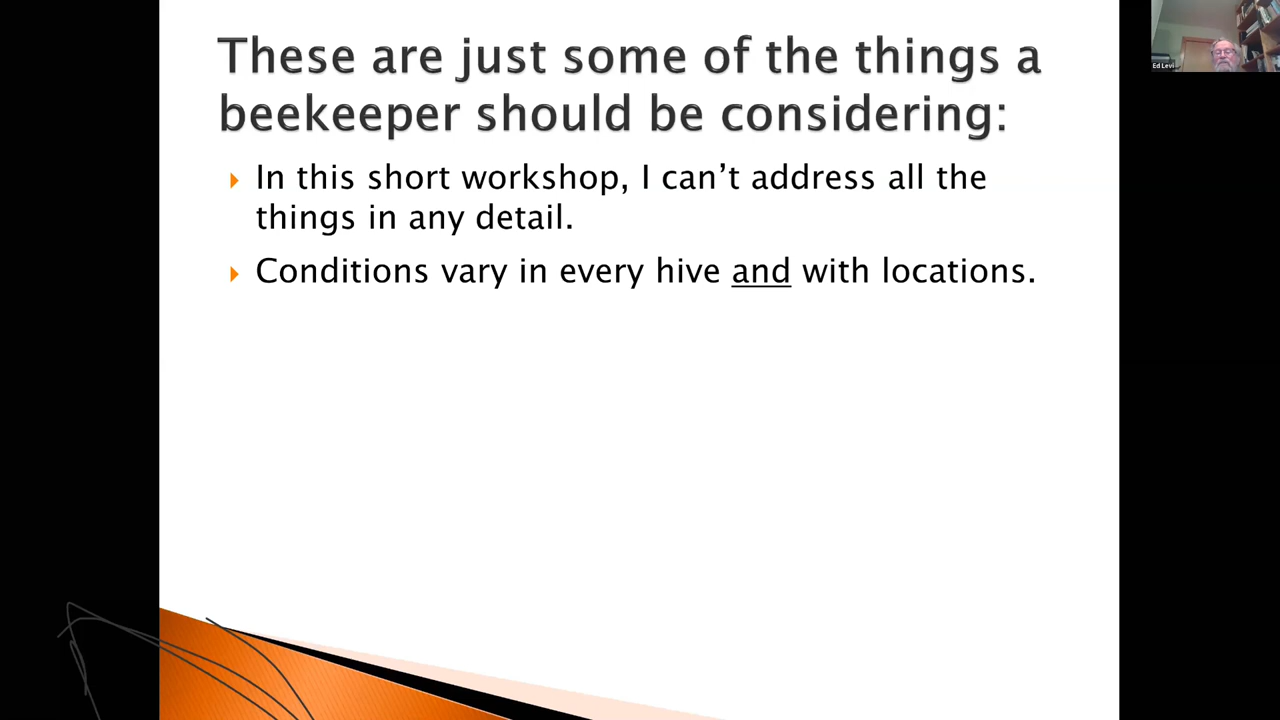 These are just some of the things a
beekeeper should be considering:
In this short workshop, I can’t address all the
things in any detail.
Conditions vary in every hive and with locations.
Ed Levi